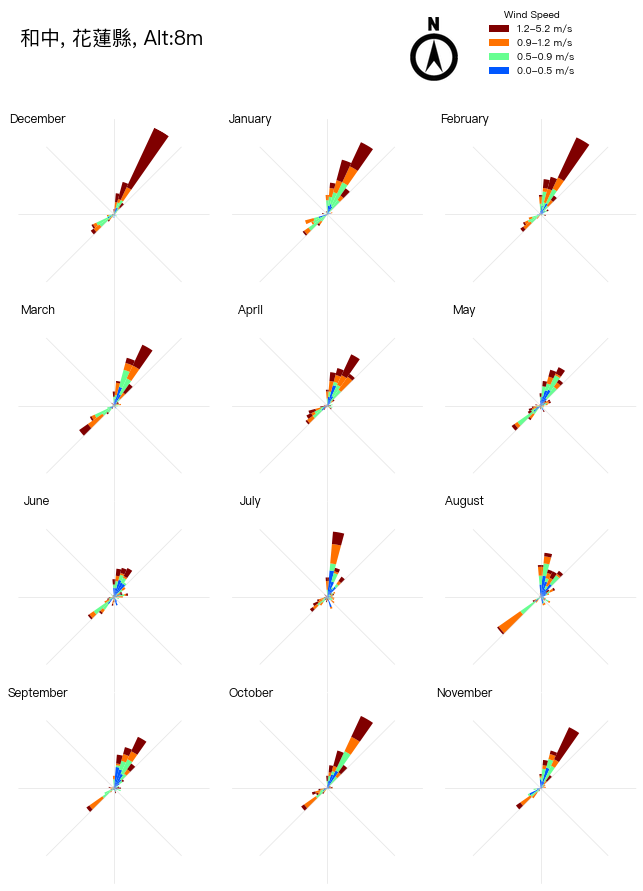 和中, 花蓮縣, Alt:8m
N
Wind Speed
1.2–5.2 m/s
0.9–1.2 m/s
0.5–0.9 m/s
0.0–0.5 m/s
December
January
February
March
April
May
June
July
August
September
October
November